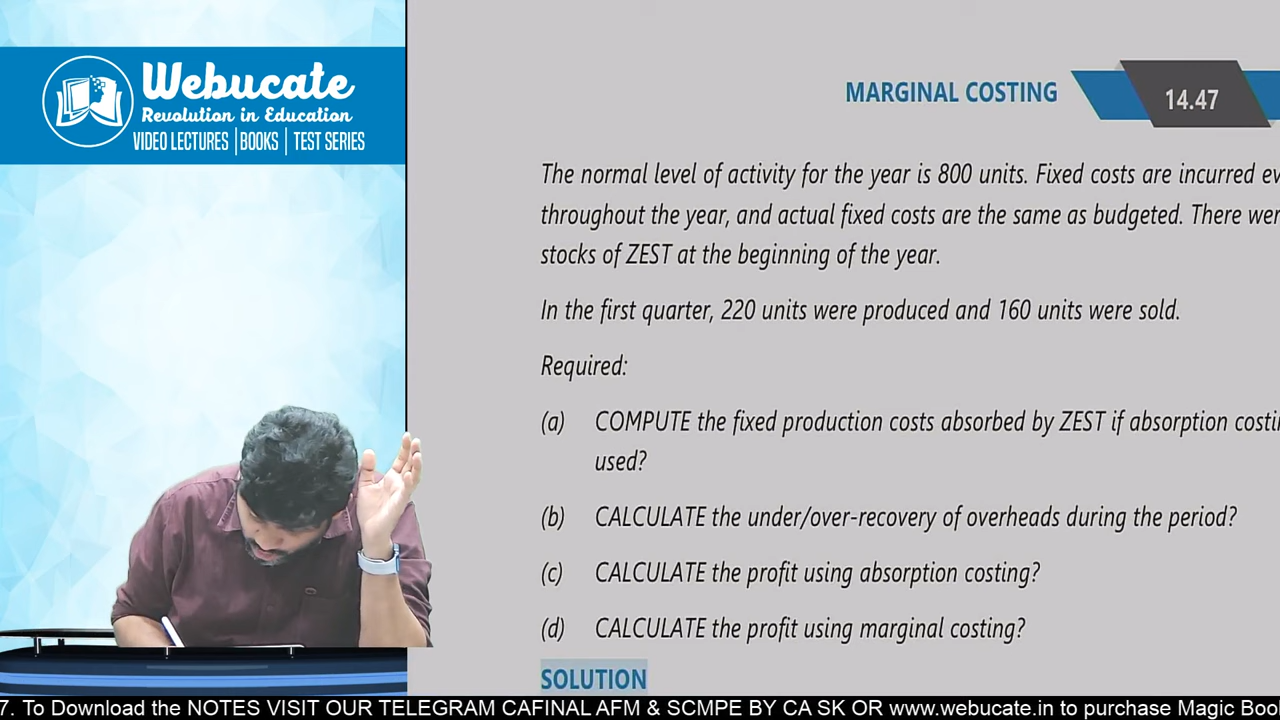 Webucate
Revolution in Education
VIDEO LECTURES | BOOKS | TEST SERIES
MARGINAL COSTING
14.47
The normal level of activity for the year is 800 units. Fixed costs are incurred
throughout the year, and actual fixed costs are the same as budgeted. There
stocks of ZEST at the beginning of the year.
In the first quarter, 220 units were produced and 160 units were sold.
Required:
(a) COMPUTE the fixed production costs absorbed by ZEST if absorption
used?
(b) CALCULATE the under/over-recovery of overheads during the period?
(c) CALCULATE the profit using absorption costing?
(d) CALCULATE the profit using marginal costing?
SOLUTION
7. To Download the NOTES VISIT OUR TELEGRAM CAFINAL AFM & SCMPE BY CA SK OR www.webucate.in to purchase Magic